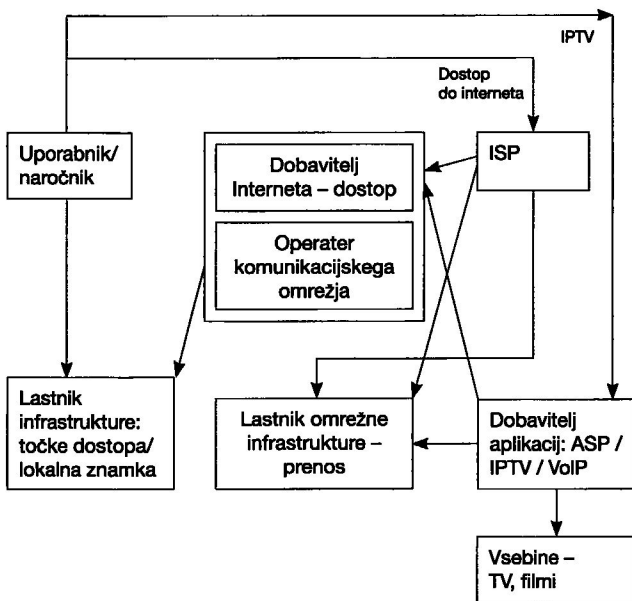 IPTV
Dostop
do interneta
Uporabnik/
naročnik
Dobavitelj
Interneta – dostop
Operater
komunikacijskega
omrežja
ISP
Lastnik
infrastrukture:
točke dostopa/
lokalna znamka
Lastnik omrežne
infrastrukture –
prenos
Dobavitelj
aplikacij: ASP /
IPTV / VoIP
Vsebine –
TV, filmi